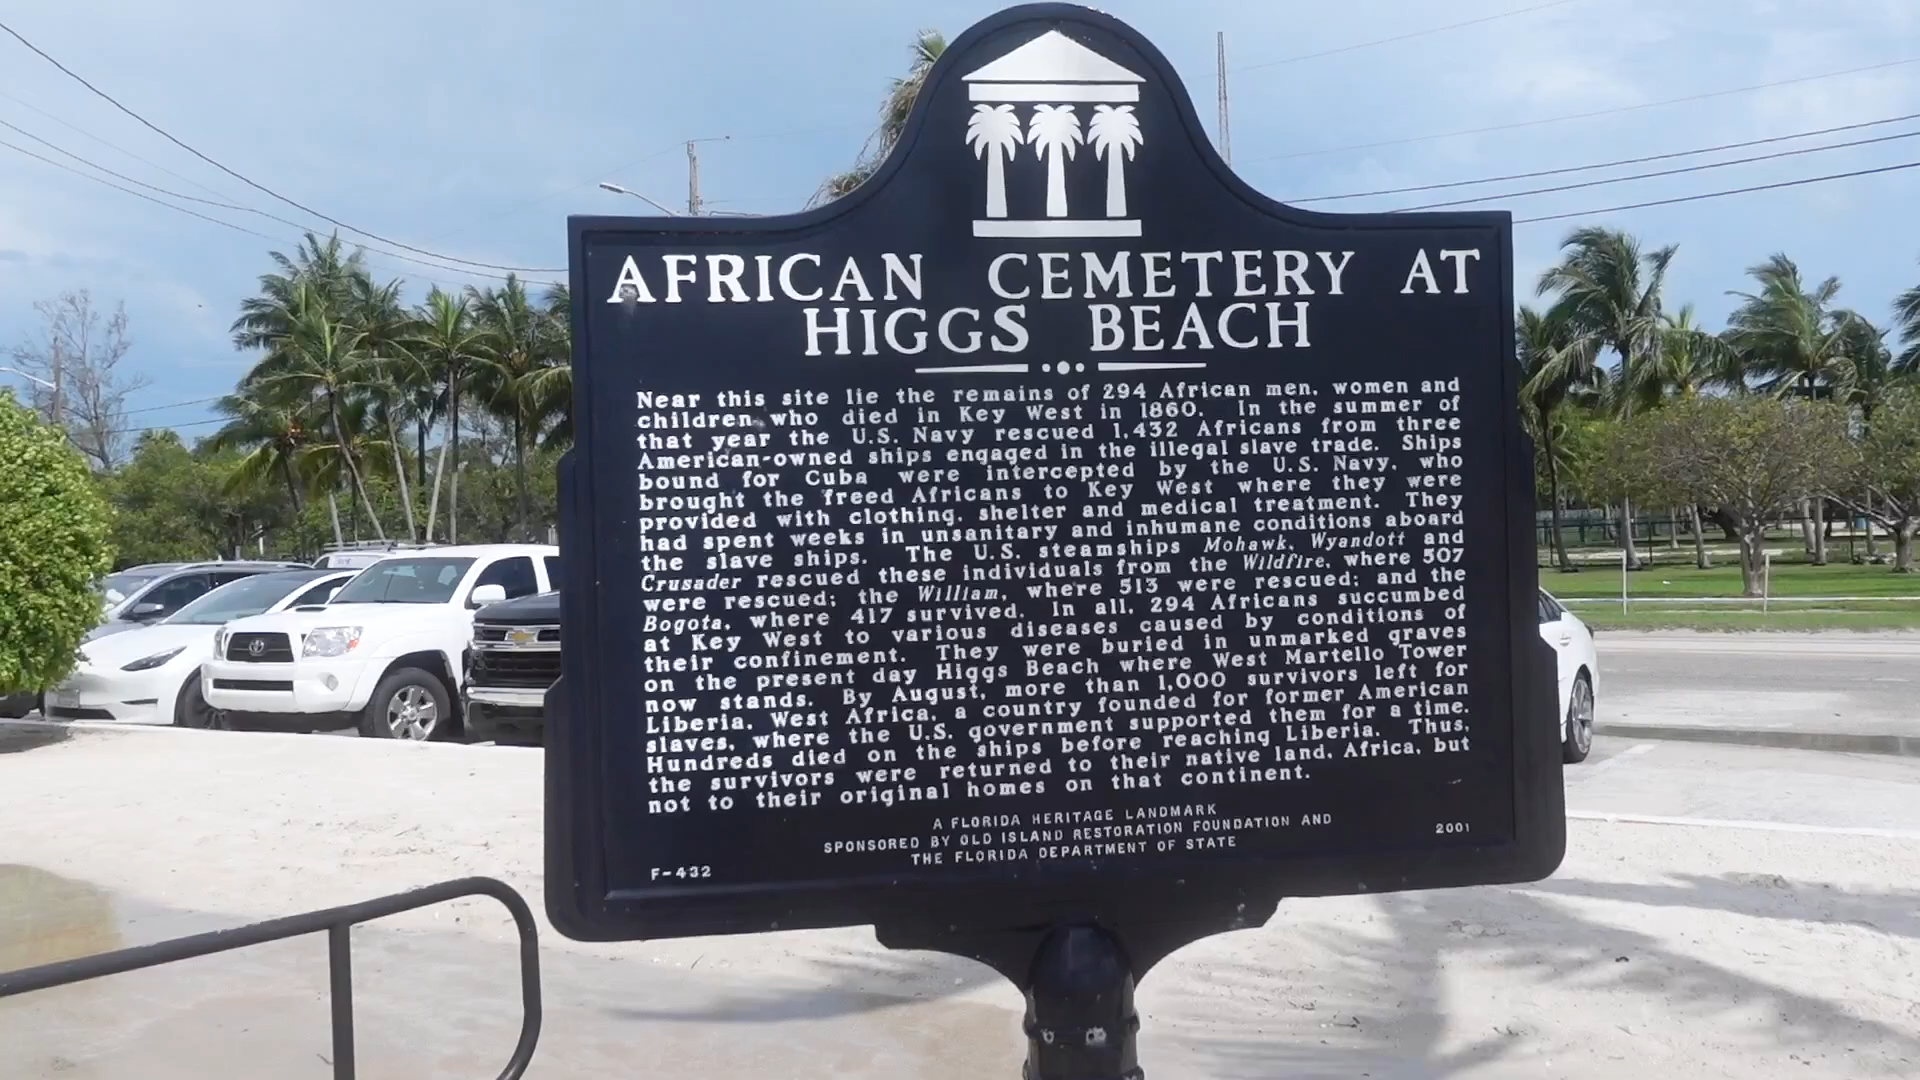 AFRICAN CEMETERY AT
HIGGS BEACH
Near this site lie the remains of 294 African men, women and
children who died in Key West in 1860. In the summer of
that year the U.S. Navy rescued 1,432 Africans from three
American-owned ships engaged in the illegal slave trade. Ships
bound for Cuba were intercepted by the U.S. Navy, who
brought the freed Africans to Key West where they were
provided with clothing, shelter and medical treatment. They
had spent weeks in unsanitary and inhumane conditions aboard
the slave ships. The U.S. steamships Mohawk, Wyandott and
Crusader rescued these individuals from the Wildfire, where 507
were rescued; the William, where 513 were rescued; and the
Bogota, where 417 survived. In all, 294 Africans succumbed
at Key West to various diseases caused by conditions of
their confinement. They were buried in unmarked graves
on the present day Higgs Beach where West Martello Tower
now stands. By August, more than 1,000 survivors left for
Liberia, West Africa, a country founded for former American
slaves, where the U.S. government supported them for a time.
Hundreds died on the ships before reaching Liberia. Thus,
the survivors were returned to their native land, Africa, but
not to their original homes on that continent.
A FLORIDA HERITAGE LANDMARK
SPONSORED BY OLD ISLAND RESTORATION FOUNDATION AND
THE FLORIDA DEPARTMENT OF STATE
F-432
2001